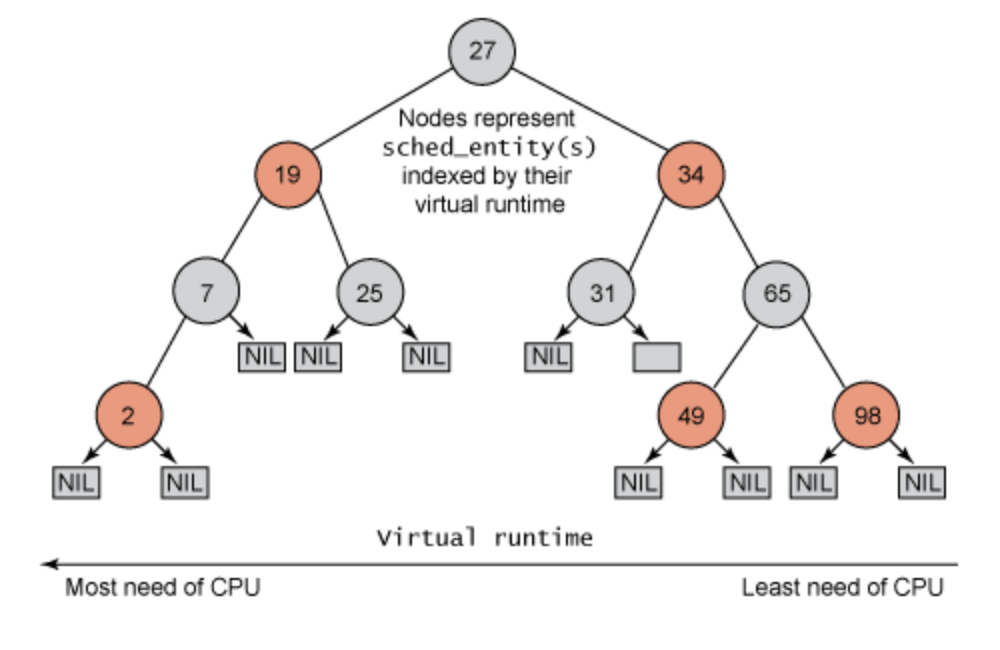 27
Nodes represent
sched_entity(s)
indexed by their
virtual runtime
19
34
7
25
31
65
NIL
NIL
NIL
NIL
2
49
98
NIL
NIL
NIL
NIL
NIL
NIL
Virtual runtime
Most need of CPU
Least need of CPU